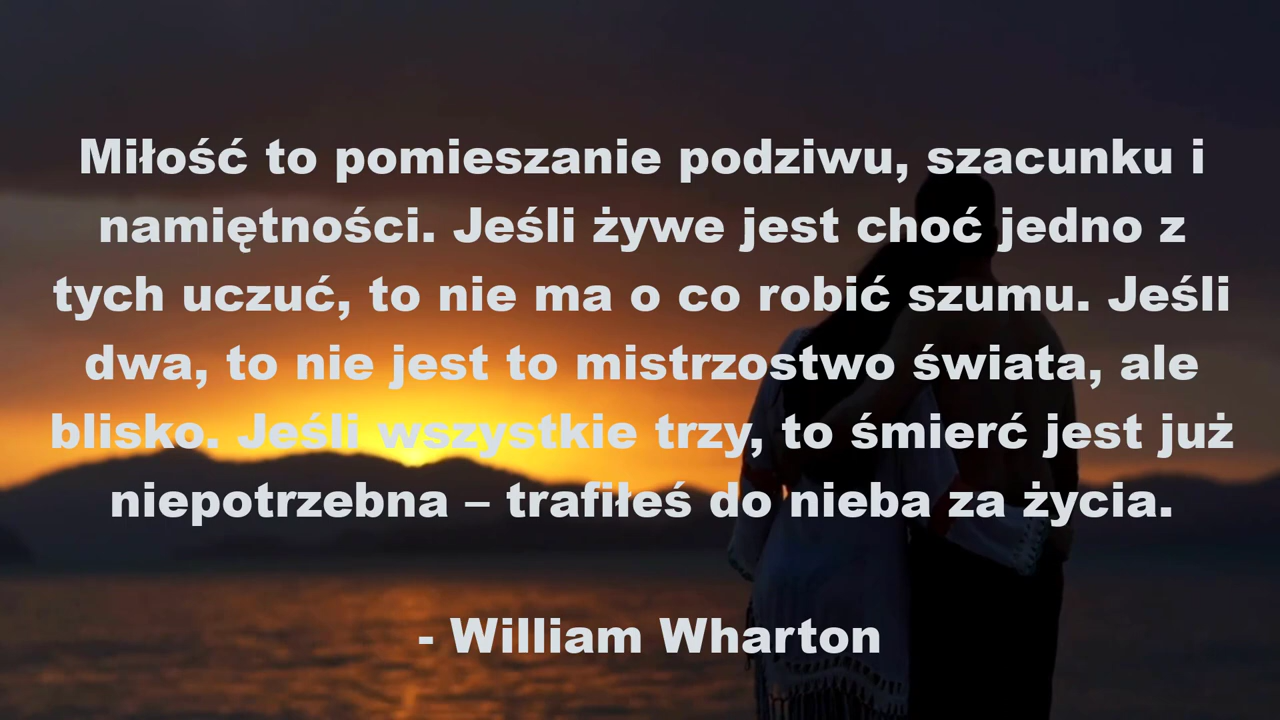 Miłość to pomieszanie podziwu, szacunku i
namiętności. Jeśli żywe jest choć jedno z
tych uczuć, to nie ma o co robić szumu. Jeśli
dwa, to nie jest to mistrzostwo świata, ale
blisko. Jeśli wszystkie trzy, to śmierć jest już
niepotrzebna – trafiłeś do nieba za życia.
- William Wharton